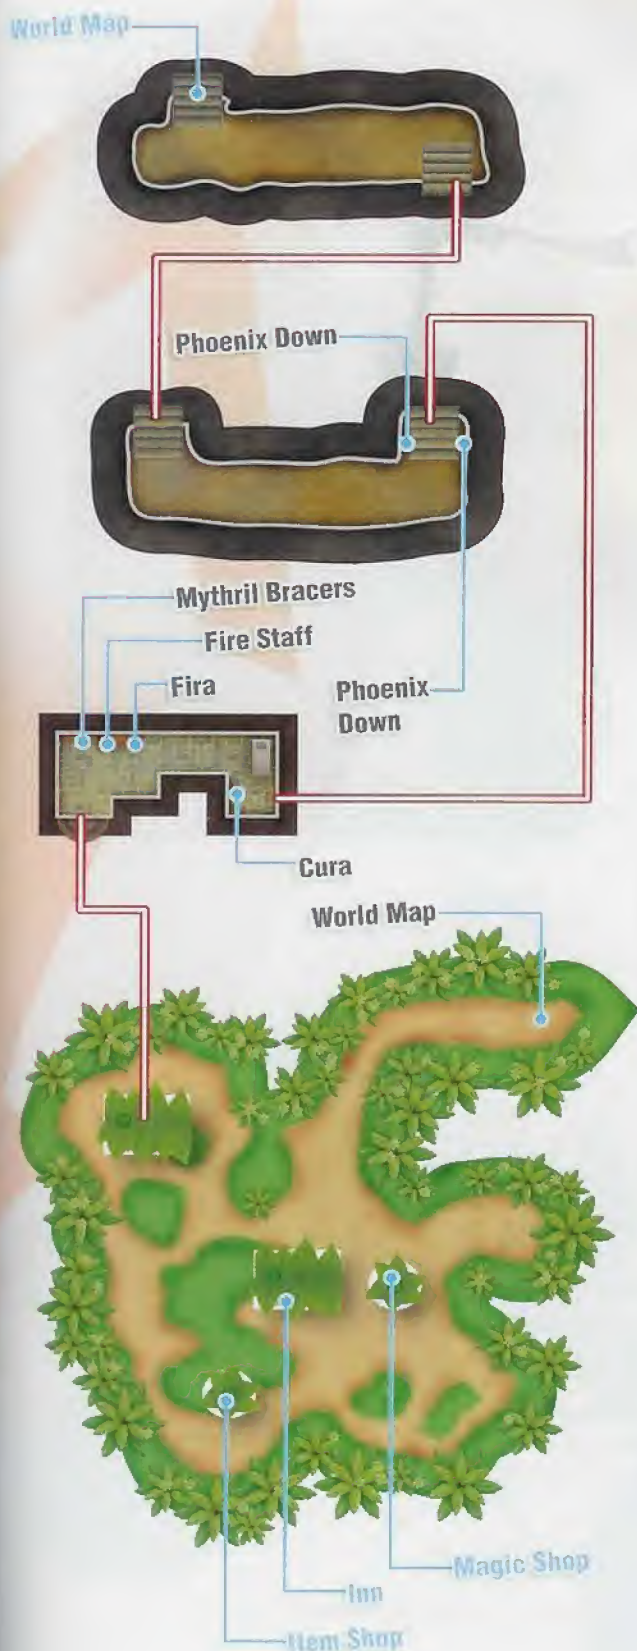 World Map
Phoenix Down
Mythril Bracers
Fire Staff
Fira
Phoenix
Down
Cura
World Map
Magic Shop
Inn
Item Shop